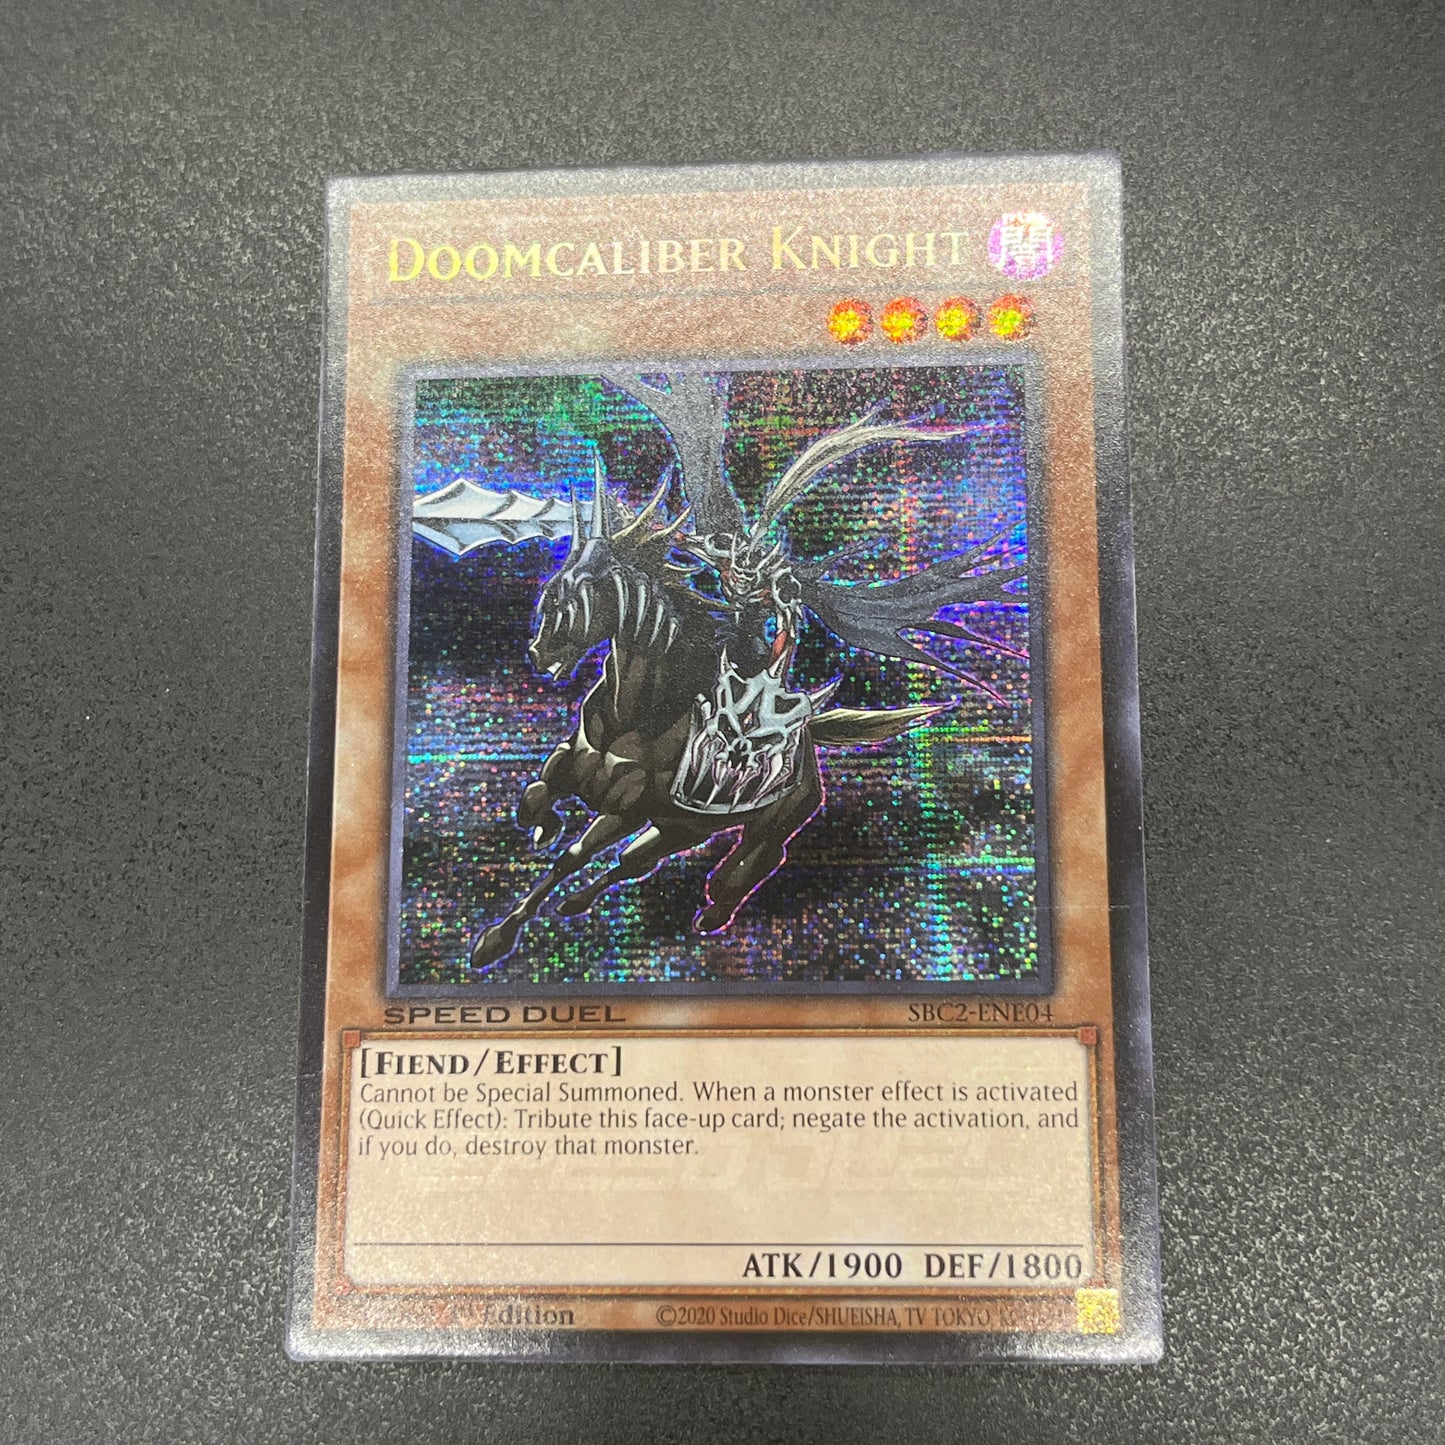 DOOMCALIBER KNIGHT
闇
SPEED DUEL
SBC2-ENE04
[FIEND/EFFECT]
Cannot be Special Summoned. When a monster effect is activated
(Quick Effect): Tribute this face-up card; negate the activation, and
if you do, destroy that monster.
ATK/1900 DEF/1800
Edition
©2020 Studio Dice/SHUEISHA, TV TOKYO,